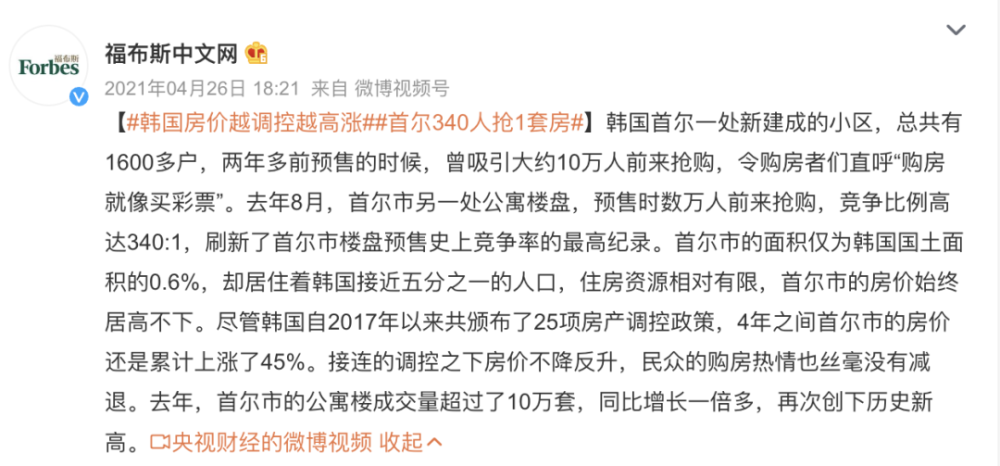 福布斯
Forbes
福布斯中文网
2021年04月26日 18:21 来自 微博视频号
【#韩国房价越调控越高涨##首尔340人抢1套房#】韩国首尔一处新建成的小区，总共有
1600多户，两年多前预售的时候，曾吸引大约10万人前来抢购，令购房者们直呼“购房
就像买彩票”。去年8月，首尔市另一处公寓楼盘，预售时数万人前来抢购，竞争比例高
达340:1，刷新了首尔市楼盘预售史上竞争率的最高纪录。首尔市的面积仅为韩国国土面
积的0.6%，却居住着韩国接近五分之一的人口，住房资源相对有限，首尔市的房价始终
居高不下。尽管韩国自2017年以来共颁布了25项房产调控政策，4年之间首尔市的房价
还是累计上涨了45%。接连的调控之下房价不降反升，民众的购房热情也丝毫没有减
退。去年，首尔市的公寓楼成交量超过了10万套，同比增长一倍多，再次创下历史新
高。央视财经的微博视频 收起